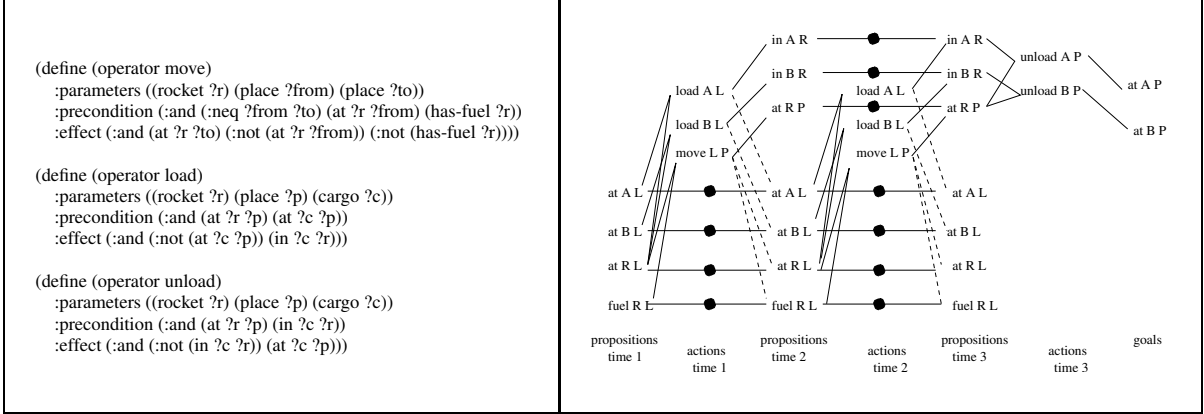 (define (operator move)
:parameters ((rocket ?r) (place ?from) (place ?to))
:precondition (:and (:neq ?from ?to) (at ?r ?from) (has-fuel ?r))
:effect (:and (at ?r ?to) (:not (at ?r ?from)) (:not (has-fuel ?r))))
(define (operator load)
:parameters ((rocket ?r) (place ?p) (cargo ?c))
:precondition (:and (at ?r ?p) (at ?c ?p))
:effect (:and (:not (at ?c ?p)) (in ?c ?r)))
(define (operator unload)
:parameters ((rocket ?r) (place ?p) (cargo ?c))
:precondition (:and (at ?r ?p) (in ?c ?r))
:effect (:and (:not (in ?c ?r)) (at ?c ?p)))
in A R in A R
unload A P
in B R in B R
at A P
load A L load A L unload B P
at R P at R P
load B L load B L
at B P
move L P move L P
at A L at A L at A L
at B L at B L at B L
at R L at R L at R L
fuel R L fuel R L fuel R L
propositions propositions propositions goals
actions actions actions
time 1 time 2 time 3
time 1 time 2 time 3